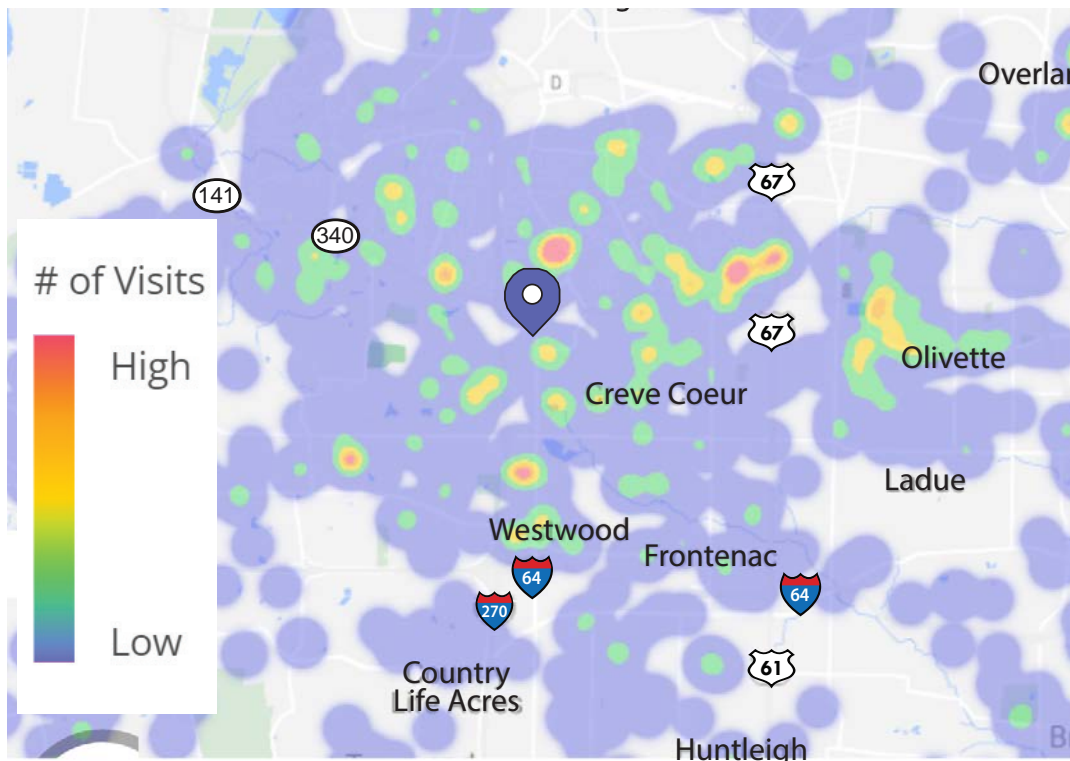 D
Overlar
67
141
340
# of Visits
High
67
Olivette
Creve Coeur
Ladue
Westwood
Frontenac
64
64
270
Low
61
Country
Life Acres
Huntleigh
B